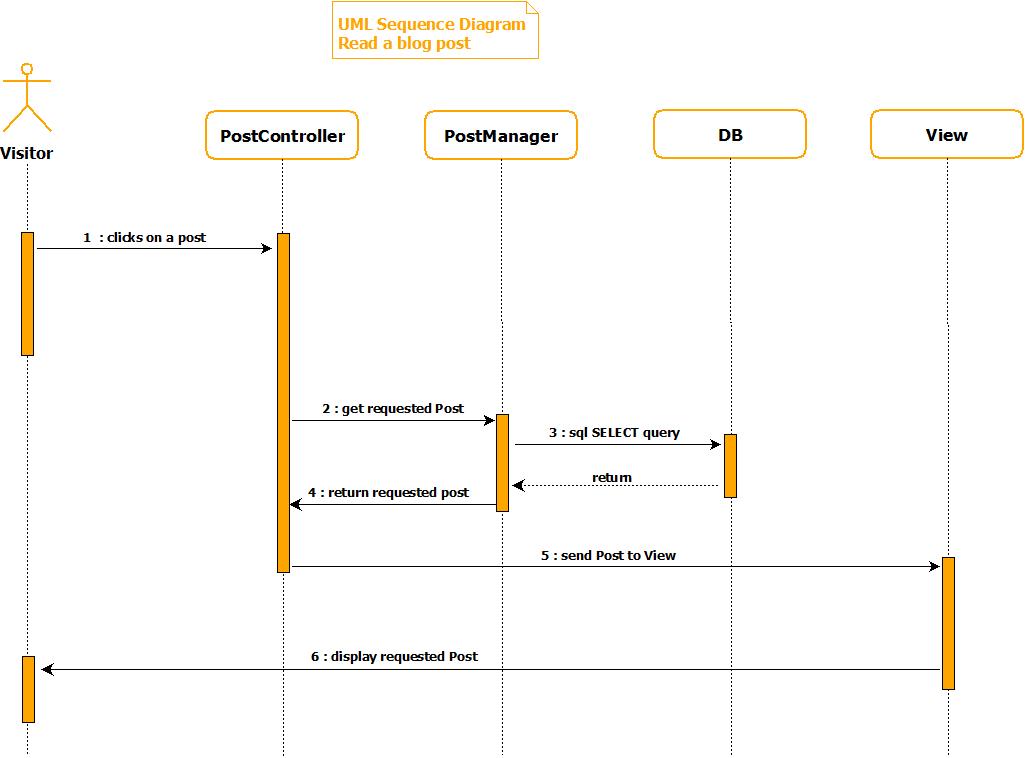 UML Sequence Diagram
Read a blog post
Visitor
PostController
PostManager
DB
View
1 : clicks on a post
2 : get requested Post
3 : sql SELECT query
return
4 : return requested post
5 : send Post to View
6 : display requested Post